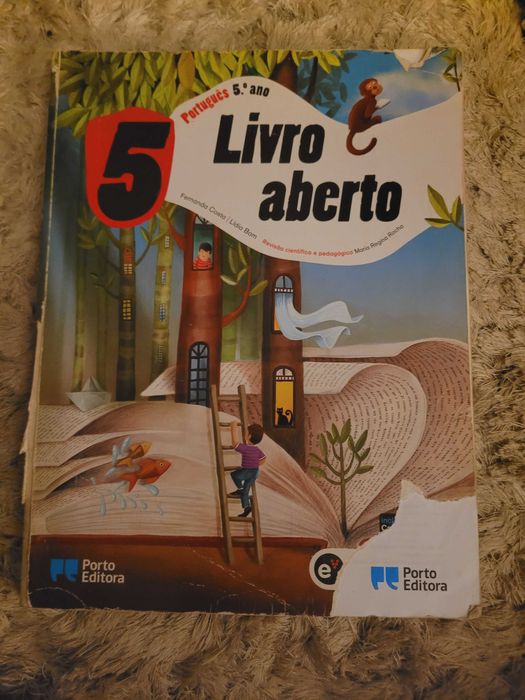 Português 5.º ano
5
Livro
aberto
Fernanda Costa / Lídia Bom
Revisão científica e pedagógica Maria Regina Rocha
e
Porto
Editora
Porto
Editora